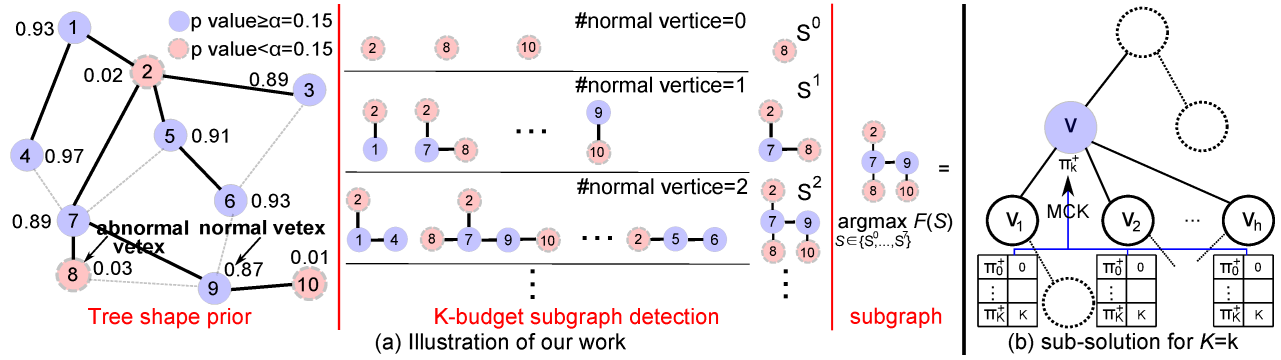 p value≥α=0.15
p value<α=0.15
0.93
1
2
0.02
0.89
3
5
0.91
4
0.97
6
0.93
0.89
7
abnormal
vetex
normal vetex
8
0.03
0.87
9
0.01
10
Tree shape prior
#normal vertice=0
S⁰
2
8
10
8
#normal vertice=1
S¹
2
1
2
7
8
...
9
10
2
7
8
#normal vertice=2
S²
2
1
4
2
8
7
9
10
...
2
5
6
2
7
9
8
10
K-budget subgraph detection
2
7
9
8
10
=
argmax F(S)
S∈{S⁰,...,S⁷}
subgraph
(a) Illustration of our work
V
π⁺ₖ
MCK
V₁
V₂
...
Vₕ
π⁺₀ 0
⋮
π⁺K K
π⁺₀ 0
⋮
π⁺K K
π⁺₀ 0
⋮
π⁺K K
(b) sub-solution for K=k